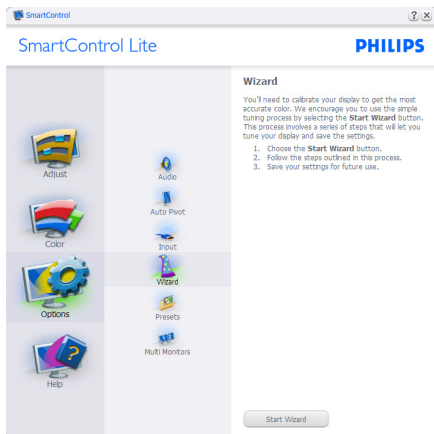 SmartControl
SmartControl Lite
PHILIPS
Adjust
Color
Options
Help
Audio
Auto Pivot
Input
Wizard
Presets
Multi Monitors
Wizard
You'll need to calibrate your display to get the most
accurate color. We encourage you to use the simple
tuning process by selecting the Start Wizard button.
This process involves a series of steps that will let you
tune your display and save the settings.
1. Choose the Start Wizard button.
2. Follow the steps outlined in this process.
3. Save your settings for future use.
Start Wizard